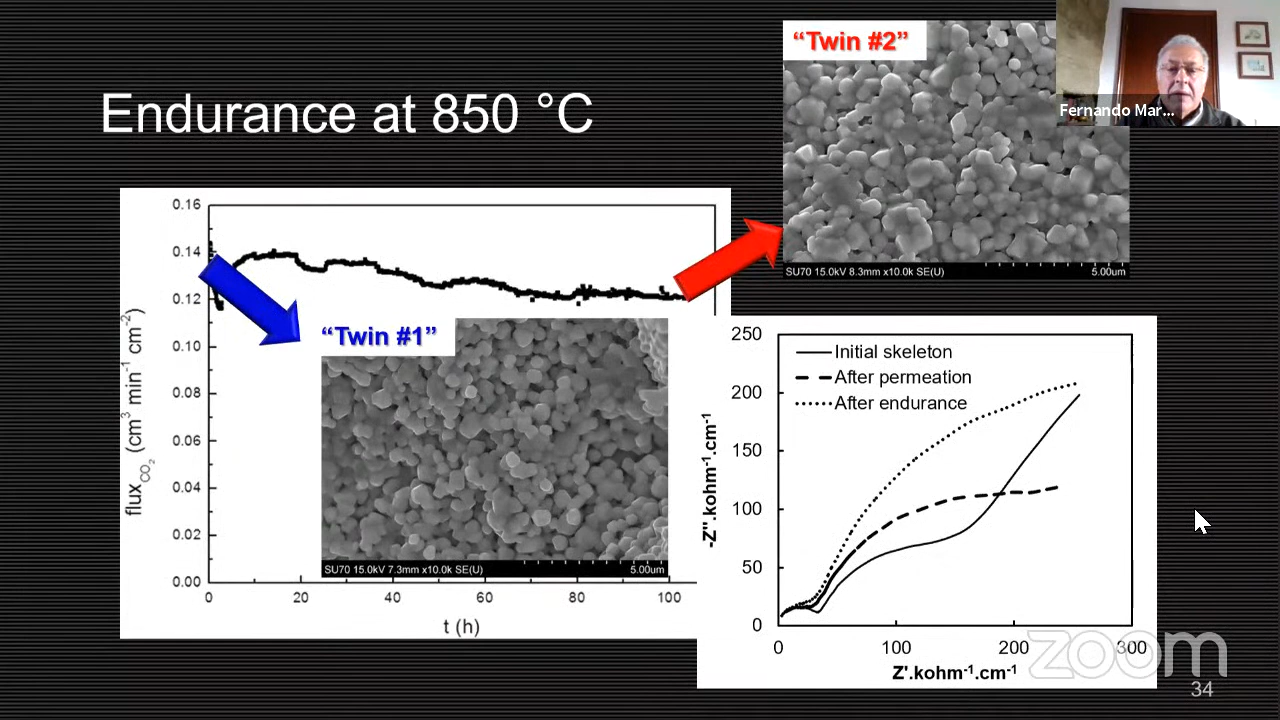 “Twin #2”
Fernando Mar...
Endurance at 850 °C
SU70 15.0kV 8.3mm x10.0k SE(U) 5.00um
0.16
0.14
0.12
0.10
0.08
0.06
0.04
0.02
0.00
flux_CO₂ (cm³ min⁻¹ cm⁻²)
“Twin #1”
SU70 15.0kV 7.3mm x10.0k SE(U) 5.00um
0 20 40 60 80 100
t (h)
250
200
150
100
50
0
-Z''.kohm⁻¹.cm⁻¹
Initial skeleton
After permeation
After endurance
0 100 200 300
Z'.kohm⁻¹.cm⁻¹
zoom
34